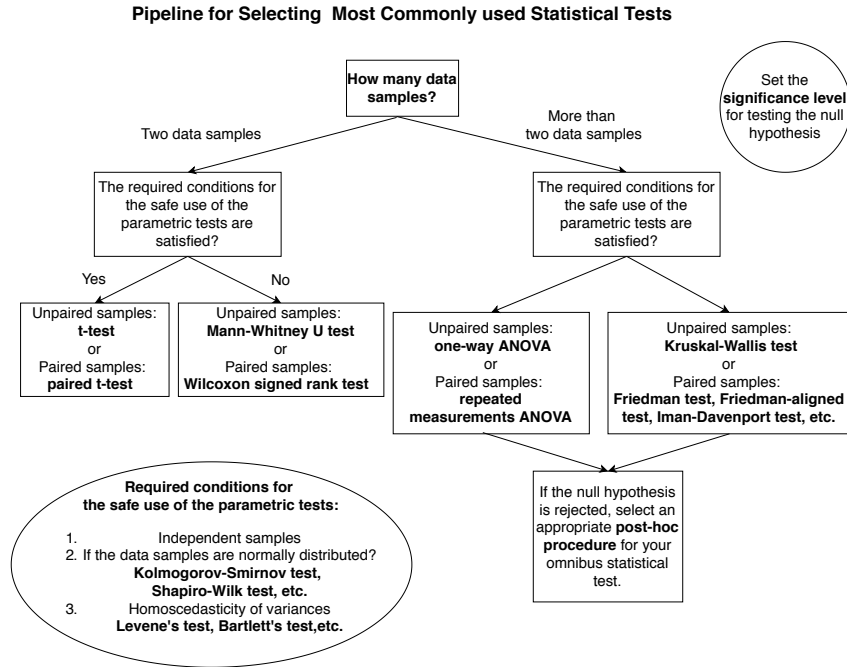 Pipeline for Selecting Most Commonly used Statistical Tests
How many data
samples?
Set the
significance level
for testing the null
hypothesis
Two data samples
More than
two data samples
The required conditions for
the safe use of the
parametric tests are
satisfied?
The required conditions for
the safe use of the
parametric tests are
satisfied?
Yes
No
Unpaired samples:
t-test
or
Paired samples:
paired t-test
Unpaired samples:
Mann-Whitney U test
or
Paired samples:
Wilcoxon signed rank test
Unpaired samples:
one-way ANOVA
or
Paired samples:
repeated
measurements ANOVA
Unpaired samples:
Kruskal-Wallis test
or
Paired samples:
Friedman test, Friedman-aligned
test, Iman-Davenport test, etc.
If the null hypothesis
is rejected, select an
appropriate post-hoc
procedure for your
omnibus statistical
test.
Required conditions for
the safe use of the parametric tests:
1. Independent samples
2. If the data samples are normally distributed?
Kolmogorov-Smirnov test,
Shapiro-Wilk test, etc.
3. Homoscedasticity of variances
Levene's test, Bartlett's test,etc.